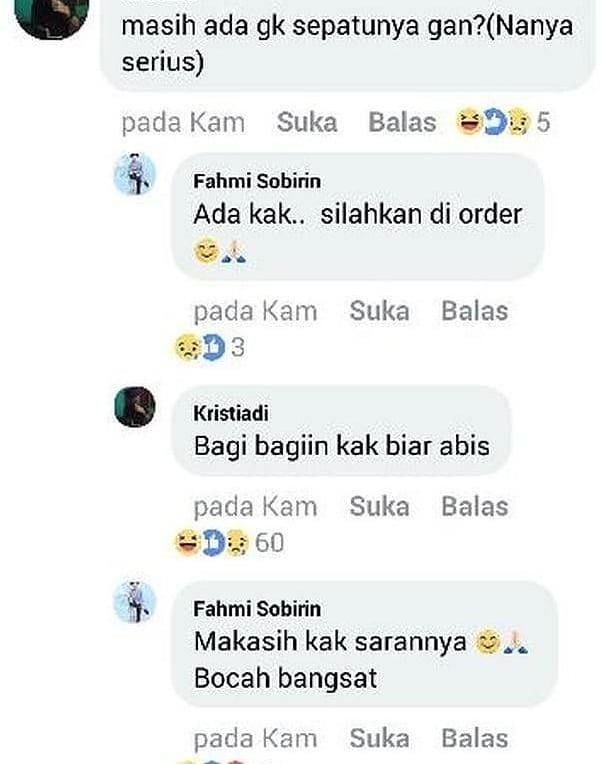 masih ada gk sepatunya gan?(Nanya
serius)
pada Kam Suka Balas 5
Fahmi Sobirin
Ada kak.. silahkan di order
pada Kam Suka Balas
3
Kristiadi
Bagi bagiin kak biar abis
pada Kam Suka Balas
60
Fahmi Sobirin
Makasih kak sarannya
Bocah bangsat
pada Kam Suka Balas